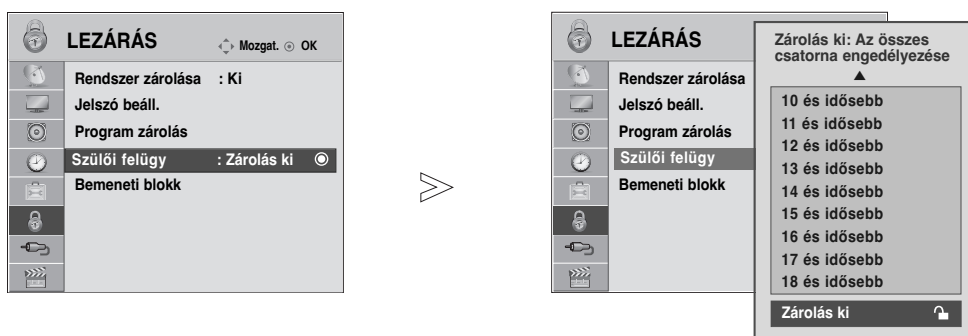 LEZÁRÁS
Mozgat. OK
Rendszer zárolása : Ki
Jelszó beáll.
Program zárolás
Szülői felügy : Zárolás ki
Bemeneti blokk
LEZÁRÁS
Rendszer zárolása
Jelszó beáll.
Program zárolás
Szülői felügy
Bemeneti blokk
Zárolás ki: Az összes
csatorna engedélyezése
10 és idősebb
11 és idősebb
12 és idősebb
13 és idősebb
14 és idősebb
15 és idősebb
16 és idősebb
17 és idősebb
18 és idősebb
Zárolás ki